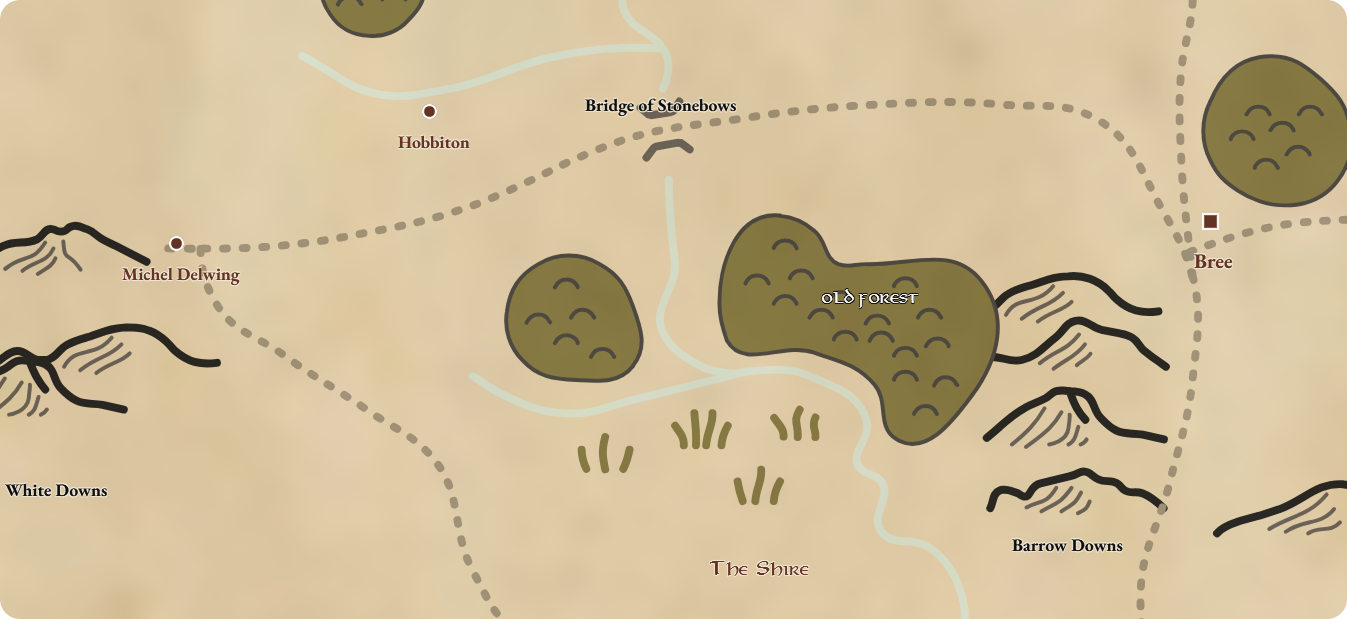 Bridge of Stonebows
Hobbiton
Bree
Michel Delwing
Old Forest
White Downs
Barrow Downs
The Shire